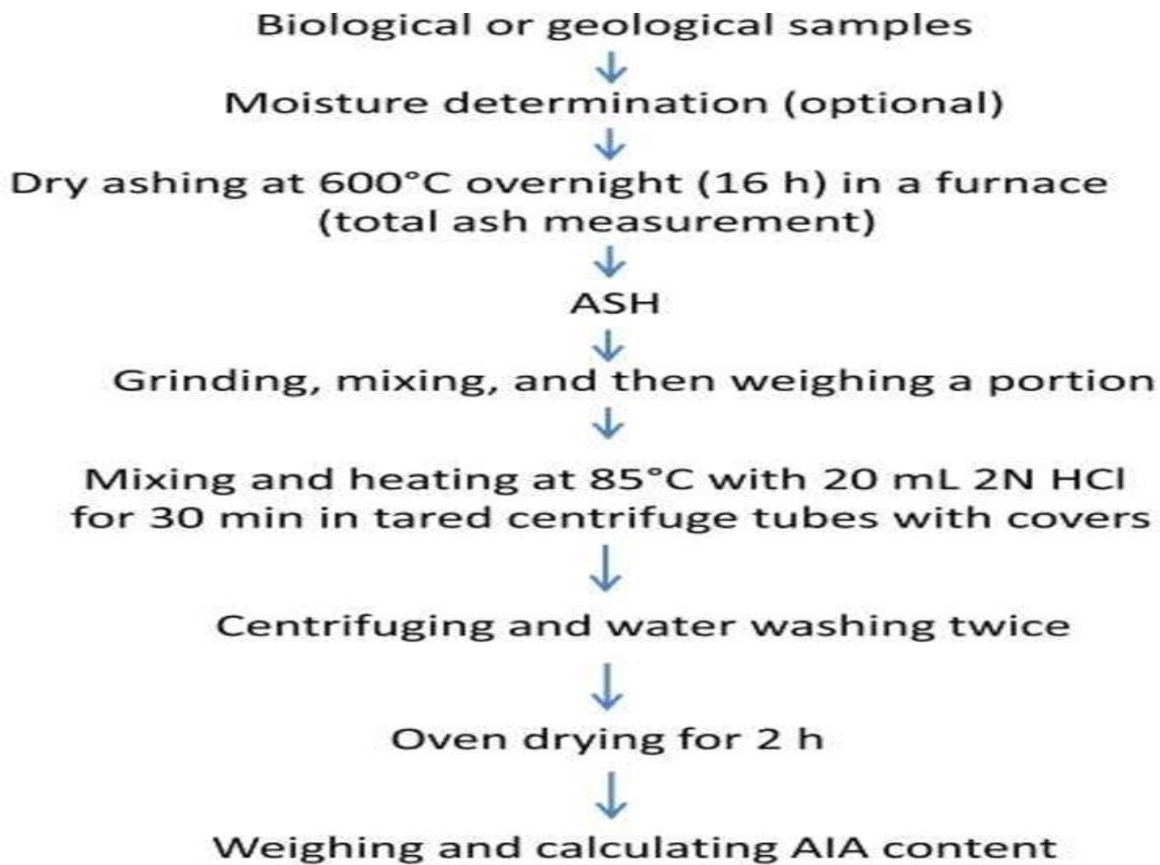 Biological or geological samples
Moisture determination (optional)
Dry ashing at 600°C overnight (16 h) in a furnace
(total ash measurement)
ASH
Grinding, mixing, and then weighing a portion
Mixing and heating at 85°C with 20 mL 2N HCl
for 30 min in tared centrifuge tubes with covers
Centrifuging and water washing twice
Oven drying for 2 h
Weighing and calculating AIA content